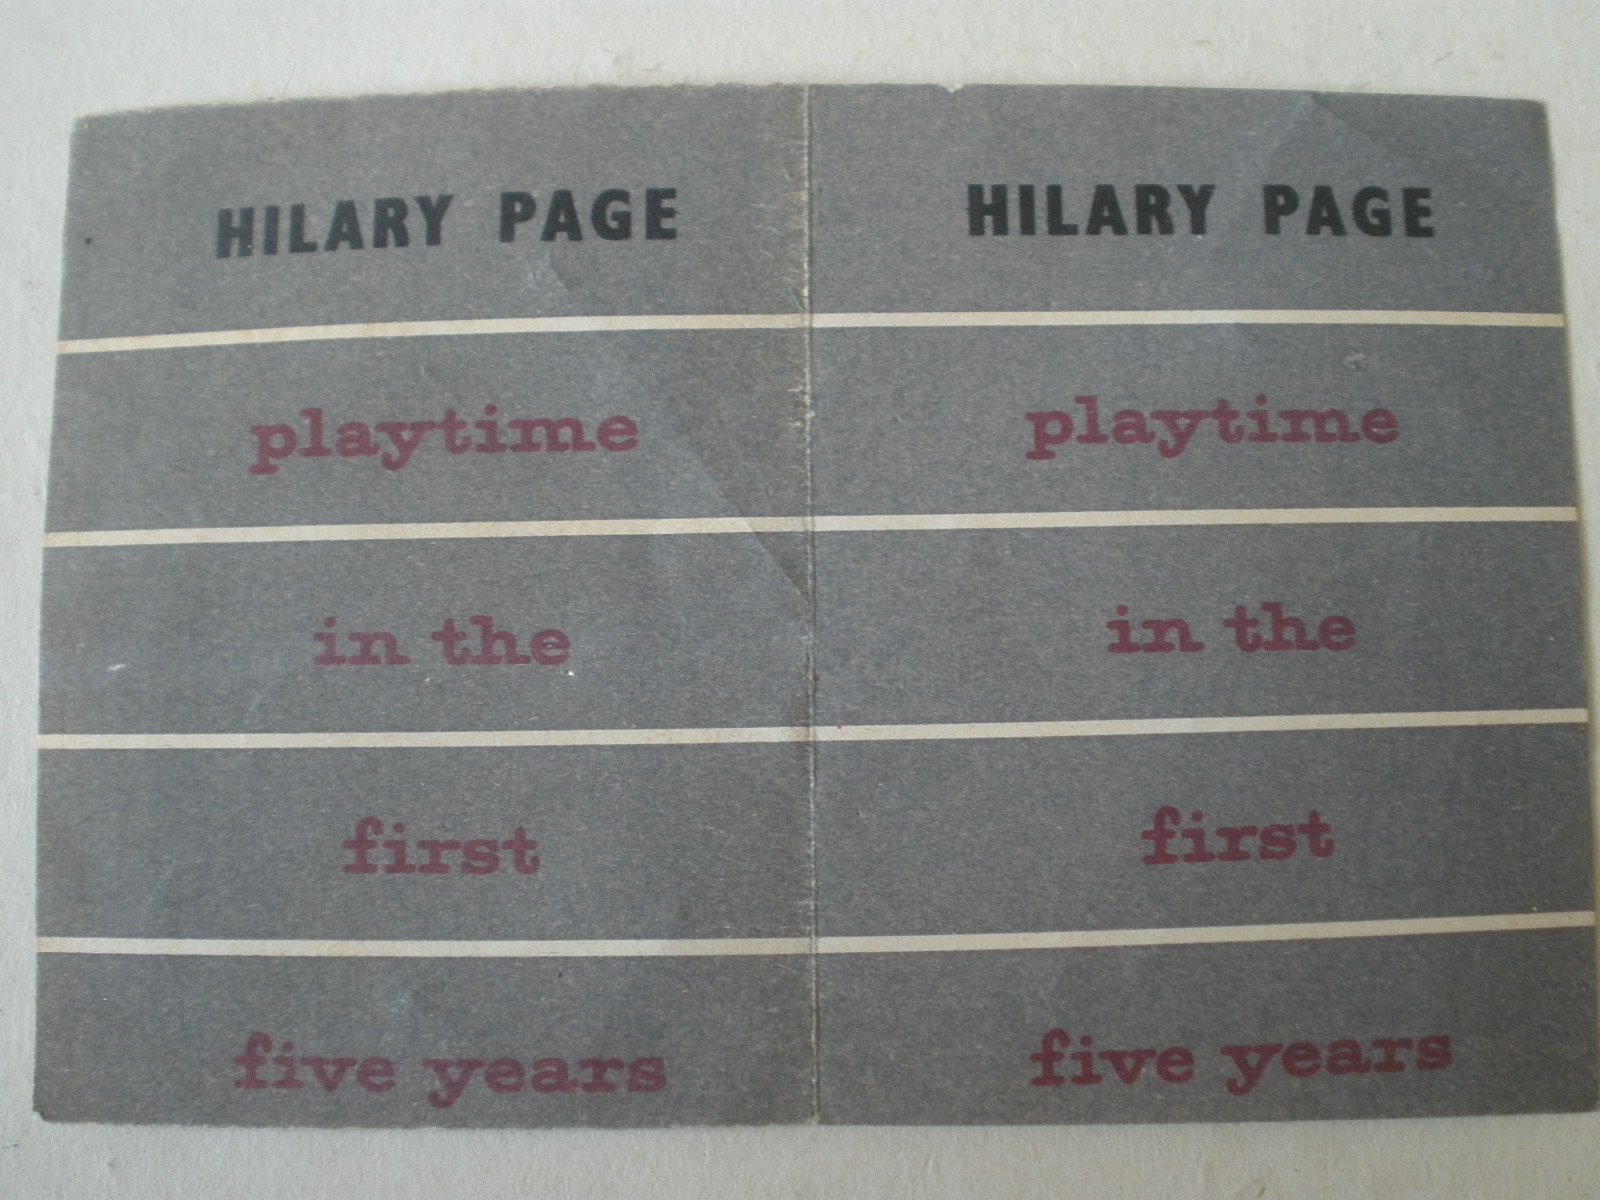 HILARY PAGE
playtime
in the
first
five years
HILARY PAGE
playtime
in the
first
five years